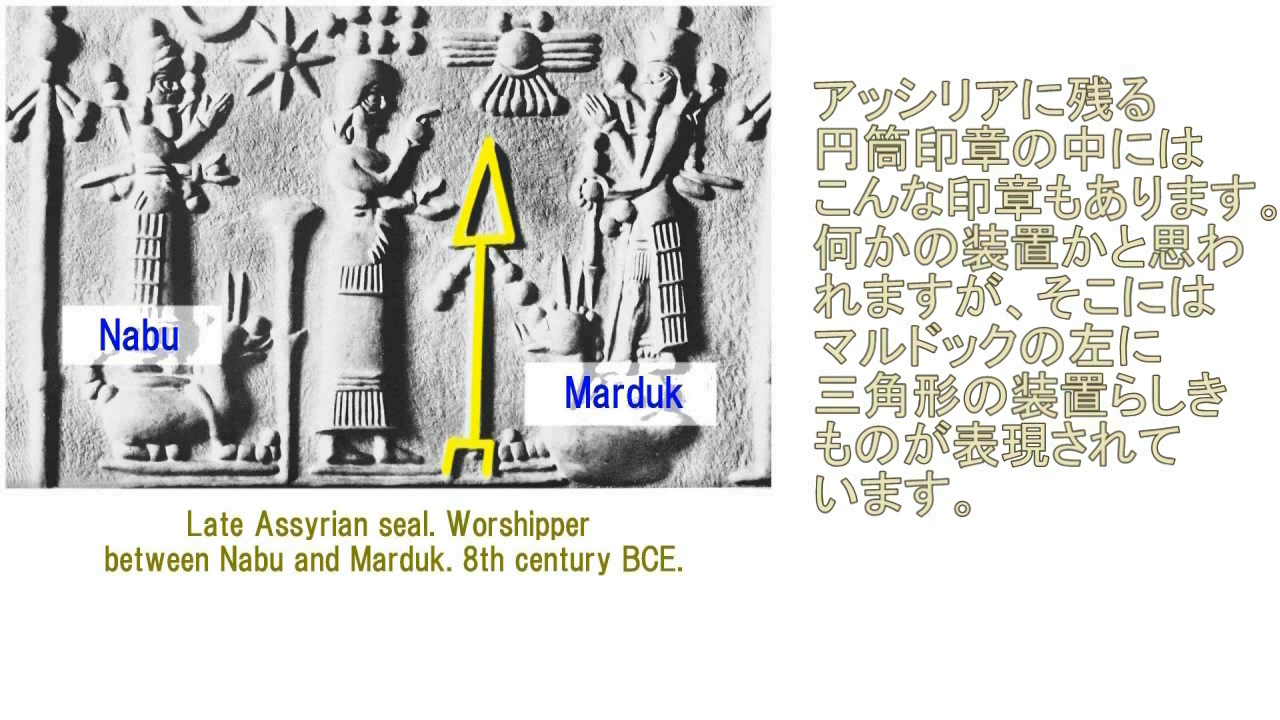 Nabu
Marduk
Late Assyrian seal. Worshipper
between Nabu and Marduk. 8th century BCE.
アッシリアに残る
円筒印章の中には
こんな印章もあります。
何かの装置かと思わ
れますが、そこには
マルドックの左に
三角形の装置らしき
ものが表現されて
います。